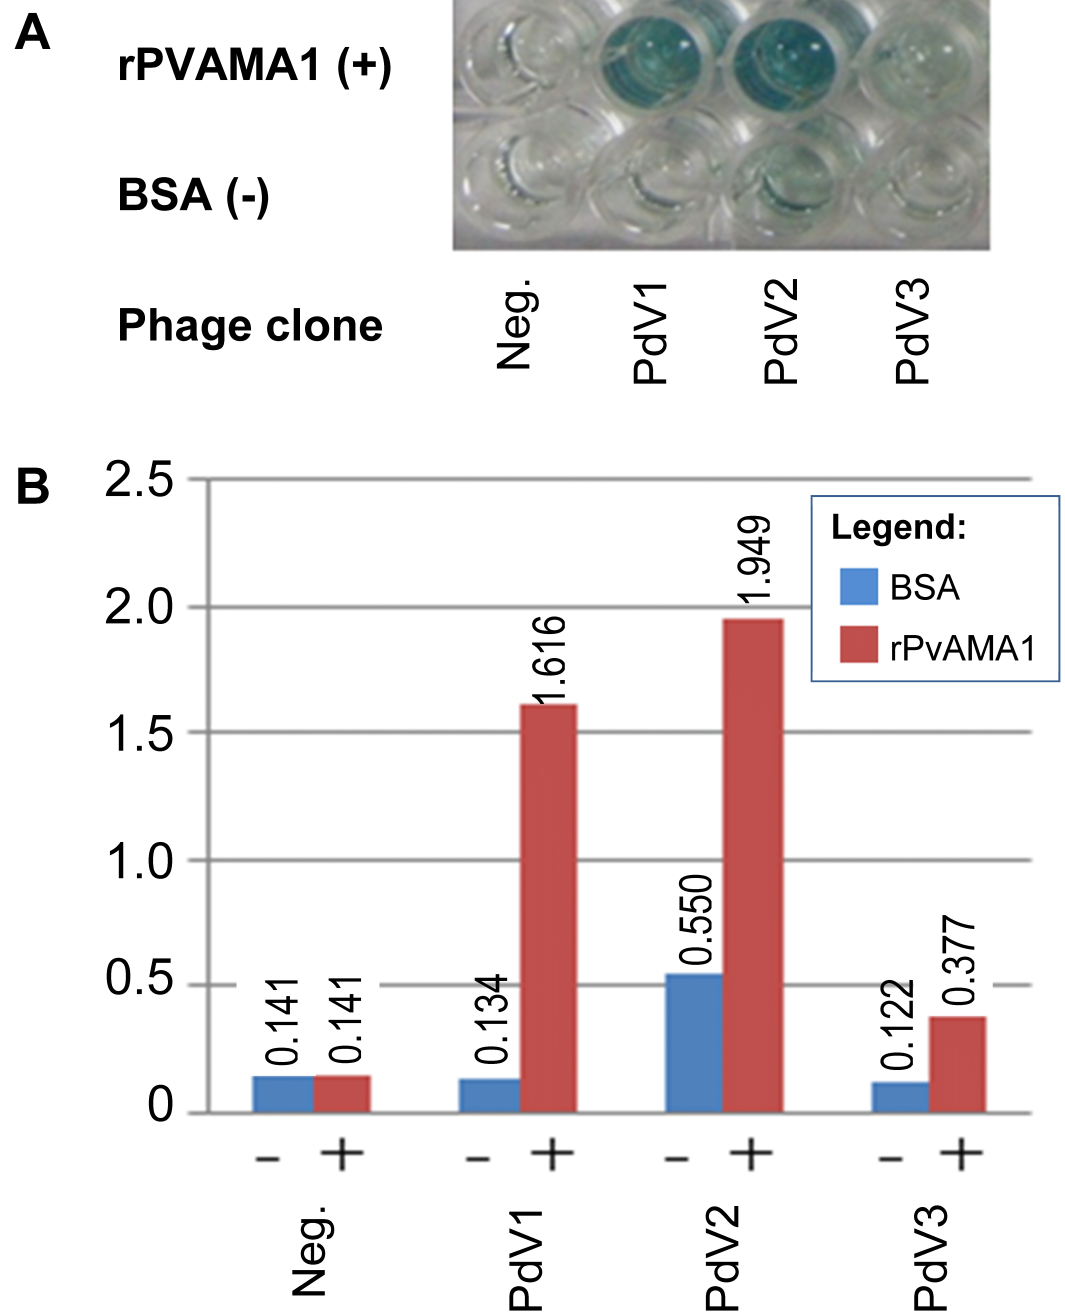 A
rPVAMA1 (+)
BSA (-)
Phage clone
Neg.
PdV1
PdV2
PdV3
B
2.5
2.0
1.5
1.0
0.5
0
Legend:
BSA
rPvAMA1
0.141
0.141
0.134
1.616
0.550
1.949
0.122
0.377
- +
- +
- +
- +
Neg.
PdV1
PdV2
PdV3